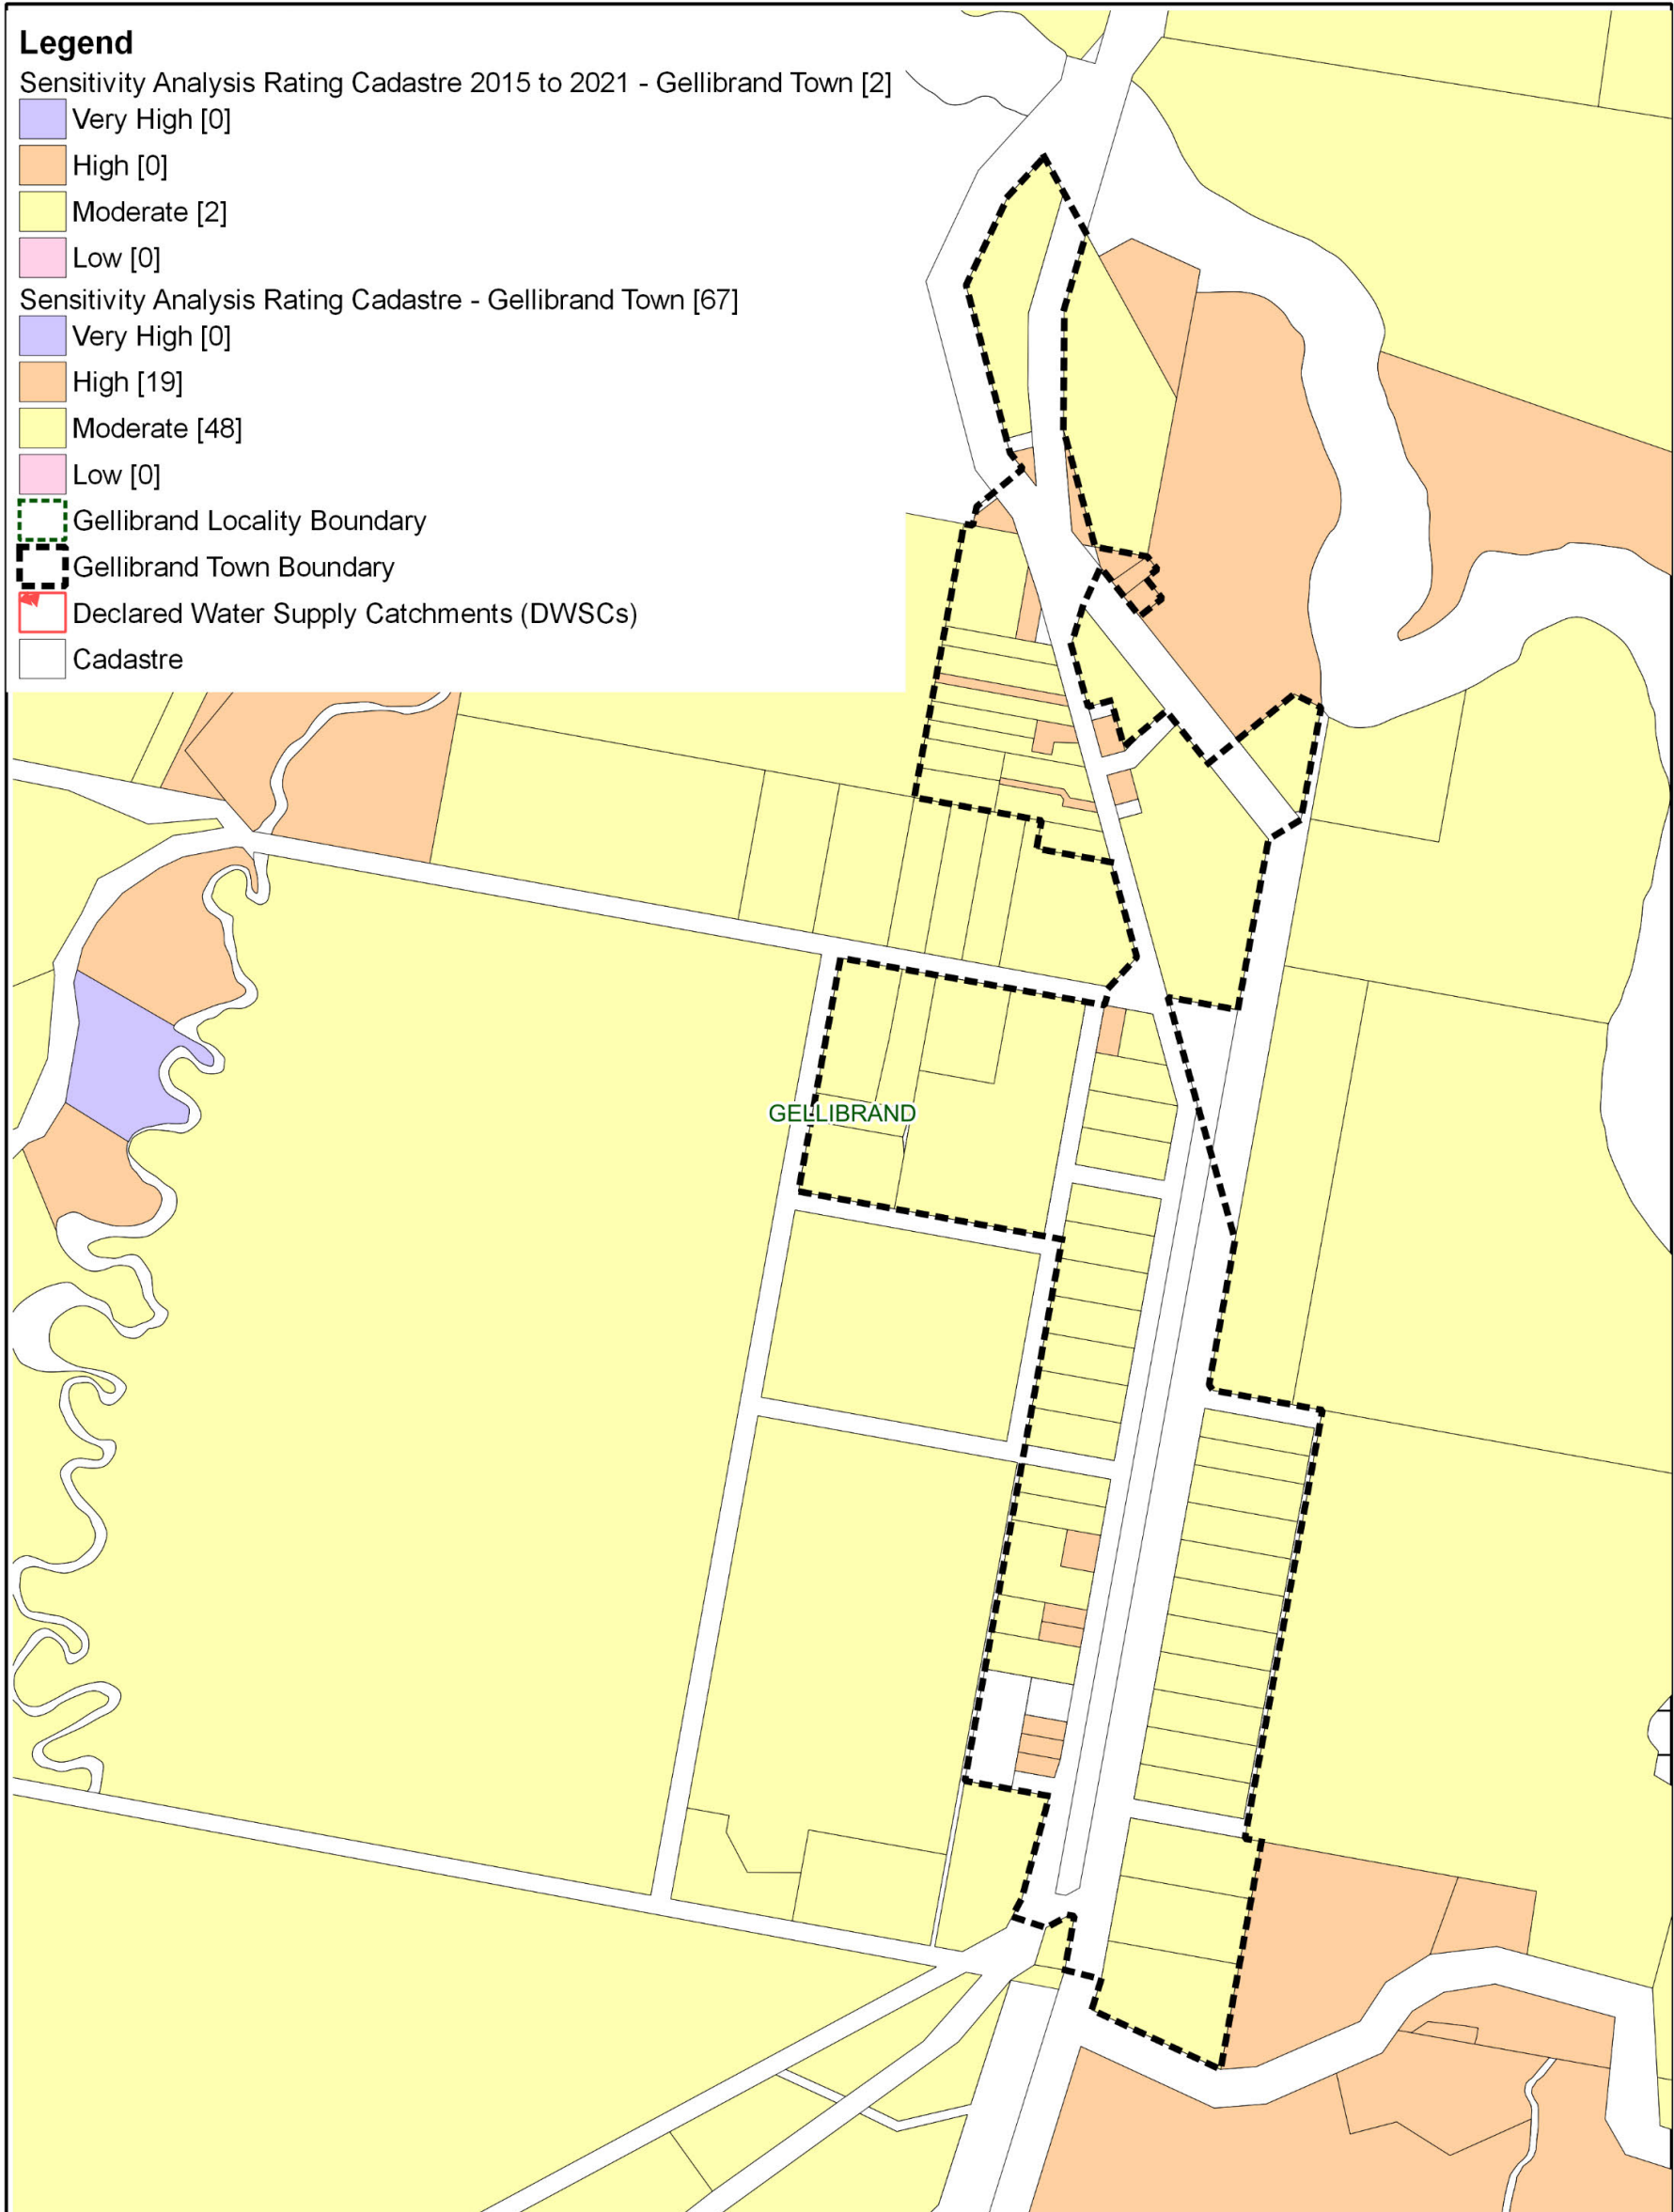 Legend
Sensitivity Analysis Rating Cadastre 2015 to 2021 - Gellibrand Town [2]
Very High [0]
High [0]
Moderate [2]
Low [0]
Sensitivity Analysis Rating Cadastre - Gellibrand Town [67]
Very High [0]
High [19]
Moderate [48]
Low [0]
Gellibrand Locality Boundary
Gellibrand Town Boundary
Declared Water Supply Catchments (DWSCs)
Cadastre
GELLIBRAND